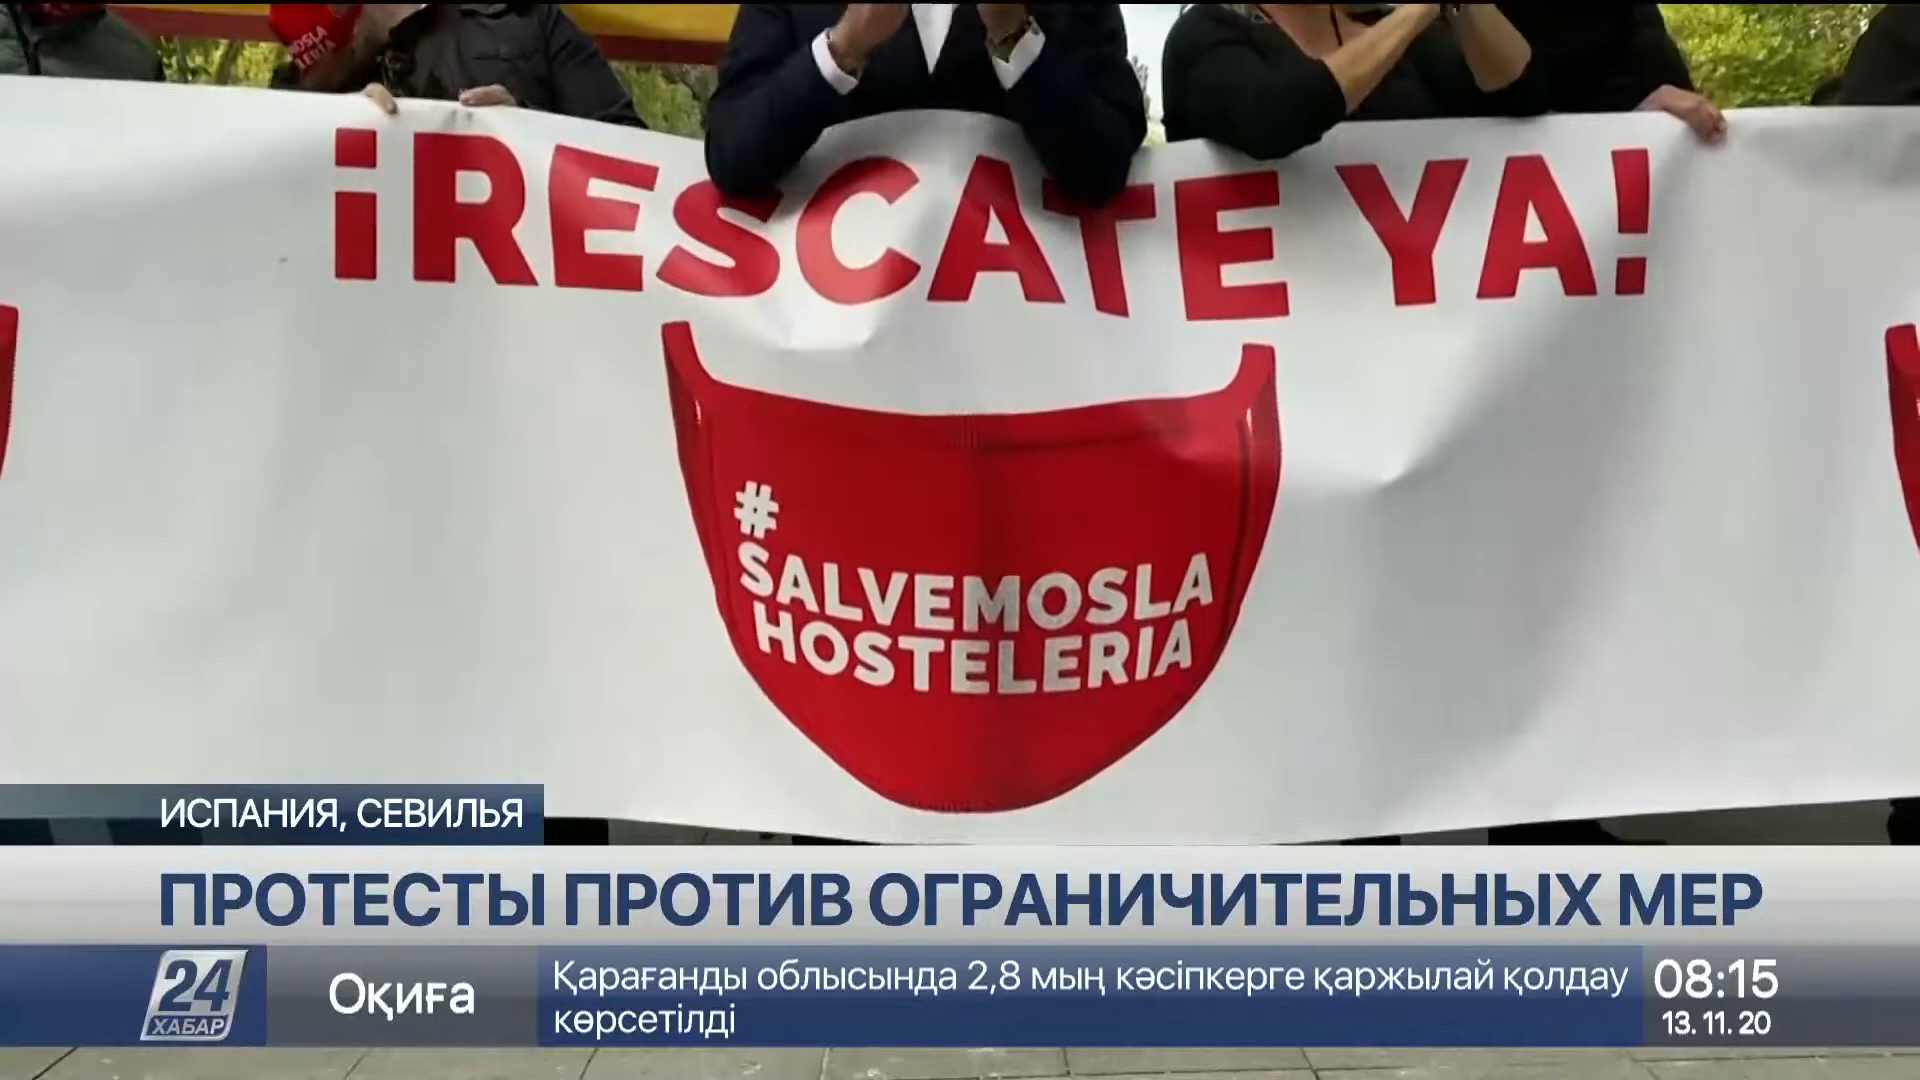 ¡RESCATE YA!
#
SALVEMOSLA
HOSTELERIA
ИСПАНИЯ, СЕВИЛЬЯ
ПРОТЕСТЫ ПРОТИВ ОГРАНИЧИТЕЛЬНЫХ МЕР
24
ХАБАР
Оқиға
Қарағанды облысында 2,8 мың кәсіпкерге қаржылай қолдау
көрсетілді
08:15
13. 11. 20